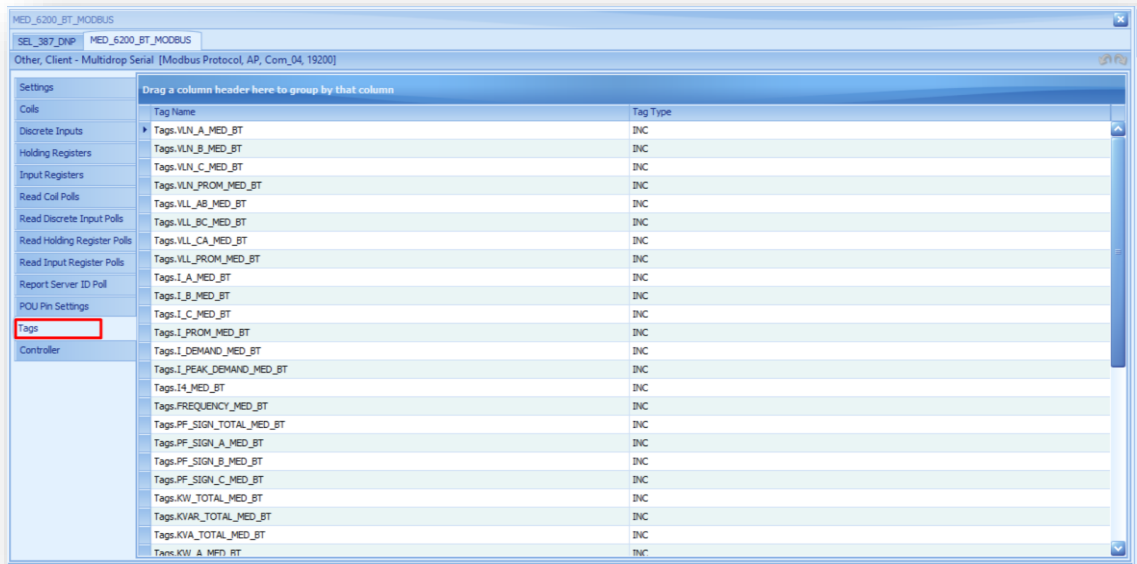 MED_6200_BT_MODBUS
SEL_387_DNP MED_6200_BT_MODBUS
Other, Client - Multidrop Serial [Modbus Protocol, AP, Com_04, 19200]
Settings
Coils
Discrete Inputs
Holding Registers
Input Registers
Read Coil Polls
Read Discrete Input Polls
Read Holding Register Polls
Read Input Register Polls
Report Server ID Poll
POU Pin Settings
Tags
Controller
Drag a column header here to group by that column
Tag Name Tag Type
Tags.VLN_A_MED_BT INC
Tags.VLN_B_MED_BT INC
Tags.VLN_C_MED_BT INC
Tags.VLN_PROM_MED_BT INC
Tags.VLL_AB_MED_BT INC
Tags.VLL_BC_MED_BT INC
Tags.VLL_CA_MED_BT INC
Tags.VLL_PROM_MED_BT INC
Tags.I_A_MED_BT INC
Tags.I_B_MED_BT INC
Tags.I_C_MED_BT INC
Tags.I_PROM_MED_BT INC
Tags.I_DEMAND_MED_BT INC
Tags.I_PEAK_DEMAND_MED_BT INC
Tags.I4_MED_BT INC
Tags.FREQUENCY_MED_BT INC
Tags.PF_SIGN_TOTAL_MED_BT INC
Tags.PF_SIGN_A_MED_BT INC
Tags.PF_SIGN_B_MED_BT INC
Tags.PF_SIGN_C_MED_BT INC
Tags.KW_TOTAL_MED_BT INC
Tags.KVAR_TOTAL_MED_BT INC
Tags.KVA_TOTAL_MED_BT INC
Tags.KW_A_MED_BT INC